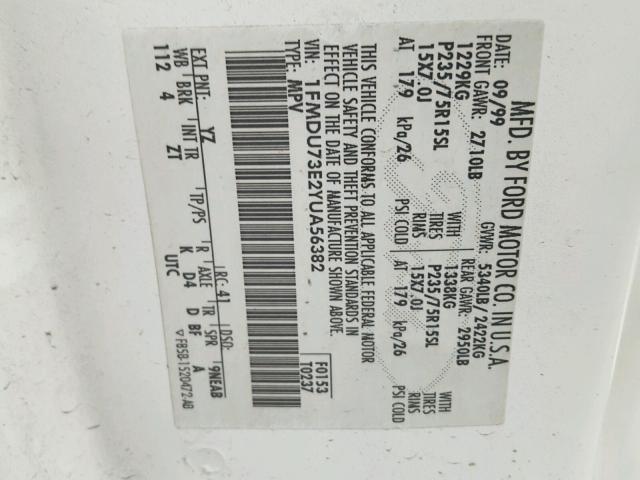 MFD. BY FORD MOTOR CO. IN U.S.A.
DATE: 09/99 GVWR: 5340LB / 2422KG
FRONT GAWR: 2710LB REAR GAWR: 2950LB
1229KG WITH 1338KG WITH
P235/75R15SL TIRES P235/75R15SL TIRES
15X7.0J RIMS 15X7.0J RIMS
AT 179 kPa/26 PSI COLD AT 179 kPa/26 PSI COLD
THIS VEHICLE CONFORMS TO ALL APPLICABLE FEDERAL MOTOR
VEHICLE SAFETY AND THEFT PREVENTION STANDARDS IN
EFFECT ON THE DATE OF MANUFACTURE SHOWN ABOVE.
VIN: 1FMDU73E2YUA56382
TYPE: MPV
F0153
T0237
EXT PNT: YZ RC: 41 DSO: 9NEAB
WB BRK INT TR TP/PS R AXLE TR SPR
112 4 ZT K D4 D BF A
UTC ▽F85B-1520472-AB